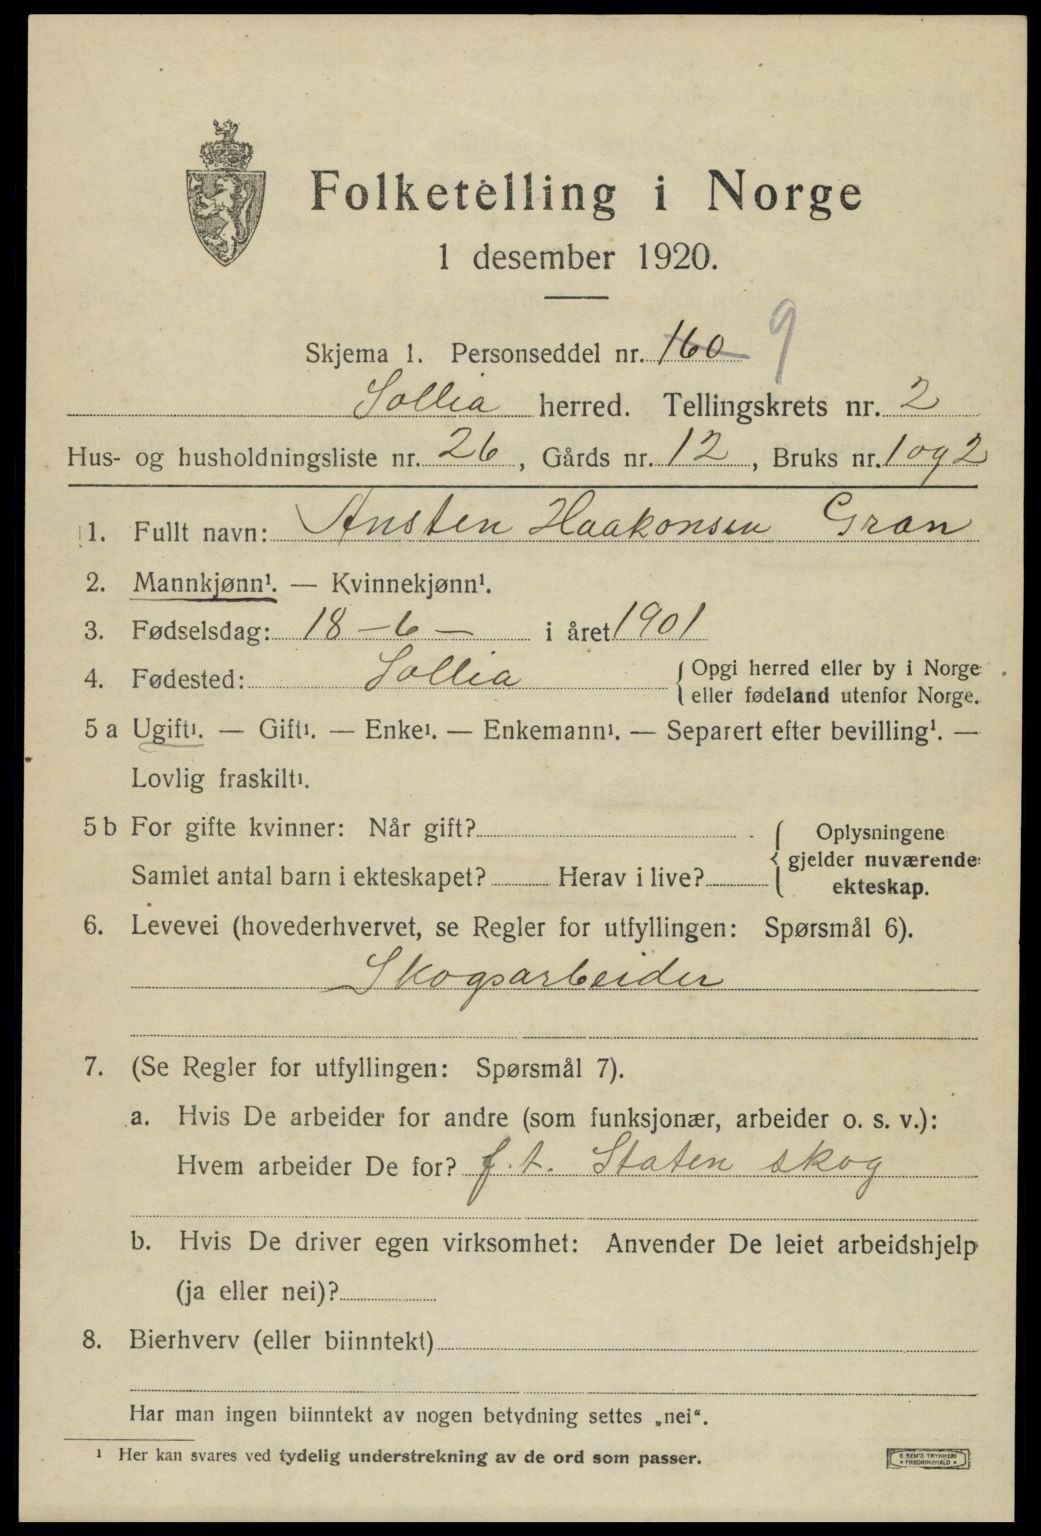 Folketelling i Norge
1 desember 1920.
Skjema 1. Personseddel nr. 160 9
Sollia herred. Tellingskrets nr. 2
Hus- og husholdningsliste nr. 26, Gårds nr. 12, Bruks nr. 1 og 2
1. Fullt navn: Ansten Haakonsen Gran
2. Mannkjønn¹. — Kvinnekjønn¹.
3. Fødselsdag: 18 – 6 – i året 1901
4. Fødested: Sollia { Opgi herred eller by i Norge
eller fødeland utenfor Norge.
5 a Ugift¹. — Gift¹. — Enke¹. — Enkemann¹. — Separert efter bevilling¹. —
Lovlig fraskilt¹.
5 b For gifte kvinner: Når gift? { Oplysningene
gjelder nuværende
Samlet antal barn i ekteskapet? Herav i live? ekteskap.
6. Levevei (hovederhvervet, se Regler for utfyllingen: Spørsmål 6).
Skogsarbeider
7. (Se Regler for utfyllingen: Spørsmål 7).
a. Hvis De arbeider for andre (som funksjonær, arbeider o. s. v.):
Hvem arbeider De for? f. t. Staten skog
b. Hvis De driver egen virksomhet: Anvender De leiet arbeidshjelp
(ja eller nei)?
8. Bierhverv (eller biinntekt)
Har man ingen biinntekt av nogen betydning settes „nei“.
¹ Her kan svares ved tydelig understrekning av de ord som passer.